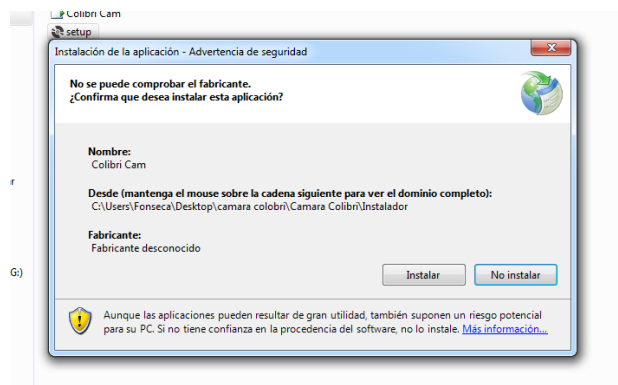 Colibri Cam
setup
Instalación de la aplicación - Advertencia de seguridad
No se puede comprobar el fabricante.
¿Confirma que desea instalar esta aplicación?
Nombre:
Colibri Cam
Desde (mantenga el mouse sobre la cadena siguiente para ver el dominio completo):
C:\Users\Fonseca\Desktop\camara colobri\Camara Colibri\Instalador
Fabricante:
Fabricante desconocido
G:)
Instalar
No instalar
Aunque las aplicaciones pueden resultar de gran utilidad, también suponen un riesgo potencial
para su PC. Si no tiene confianza en la procedencia del software, no lo instale. Más información...